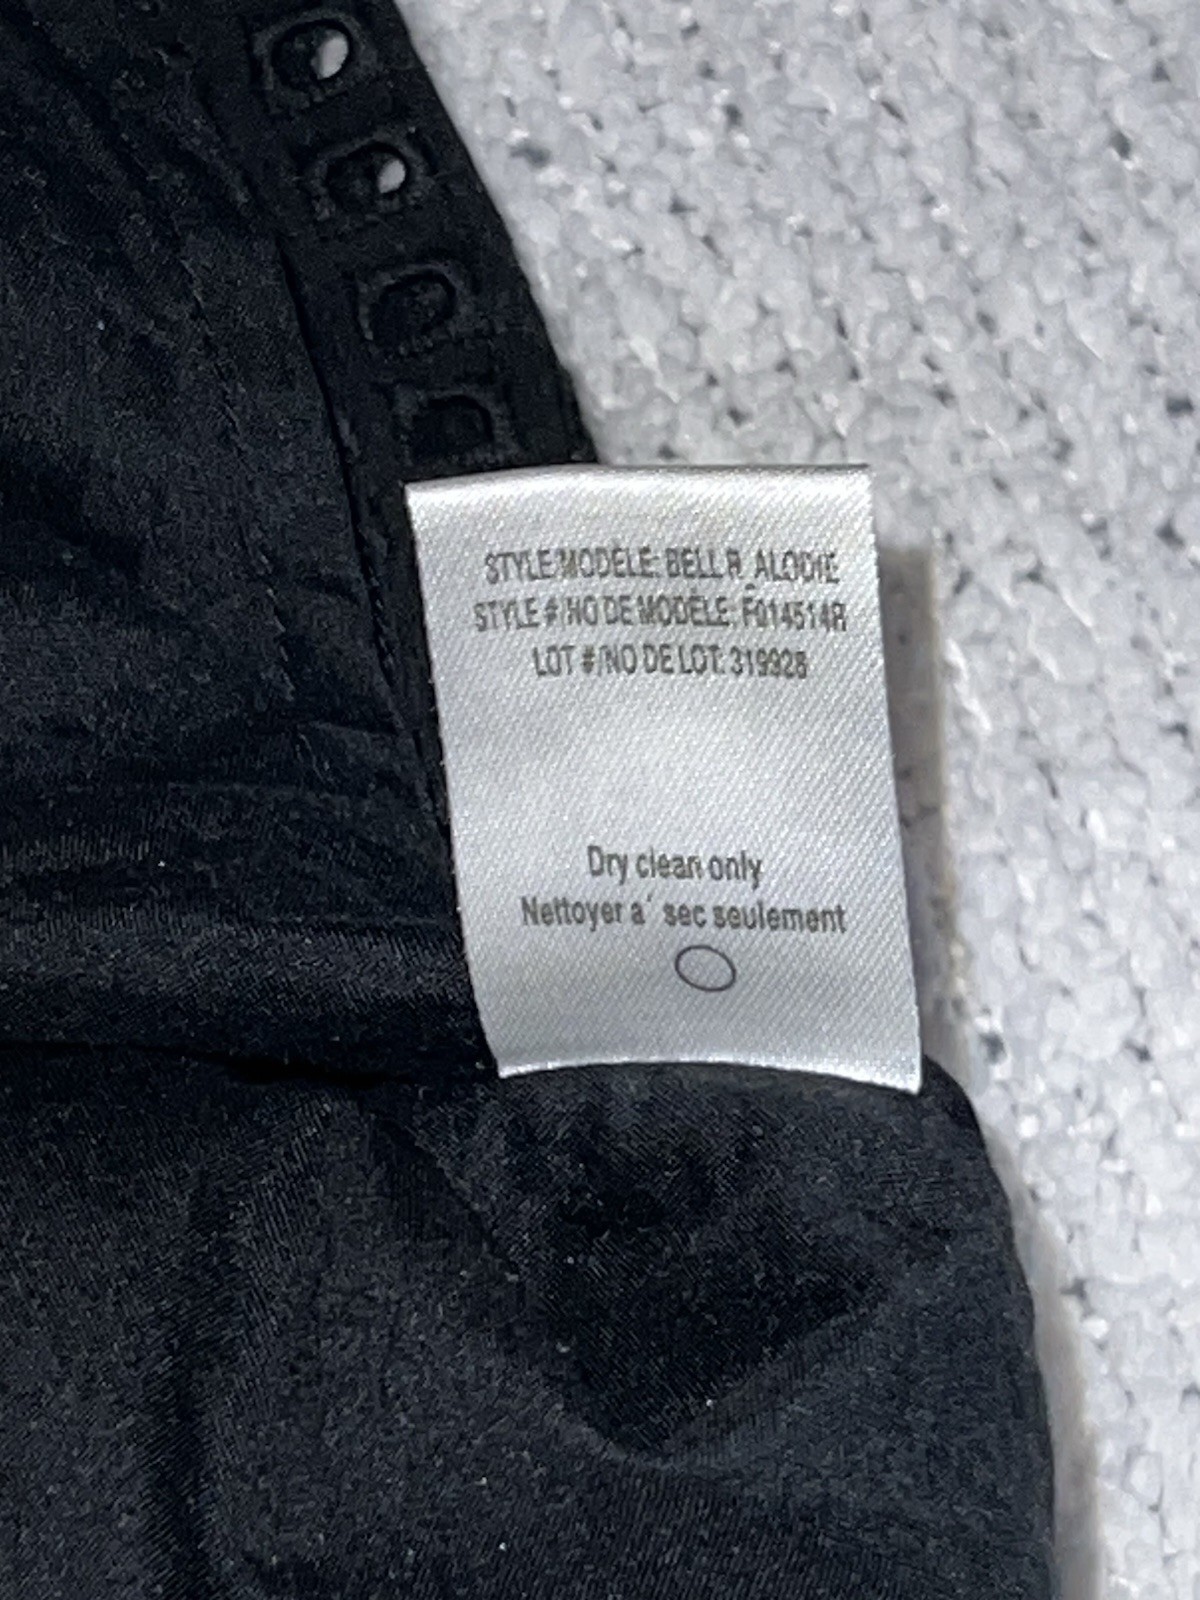 STYLE/MODÈLE: BELL R_ALODIE
STYLE #/NO DE MODÈLE: F014514R
LOT #/NO DE LOT: 319928
Dry clean only
Nettoyer a´ sec seulement